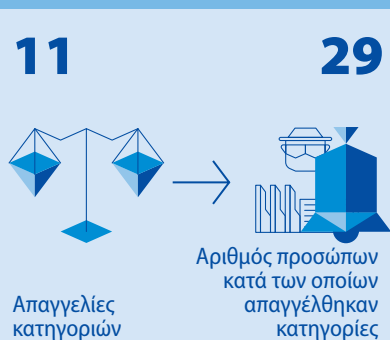 11
29
Απαγγελίες
κατηγοριών
Αριθμός προσώπων
κατά των οποίων
απαγγέλθηκαν
κατηγορίες